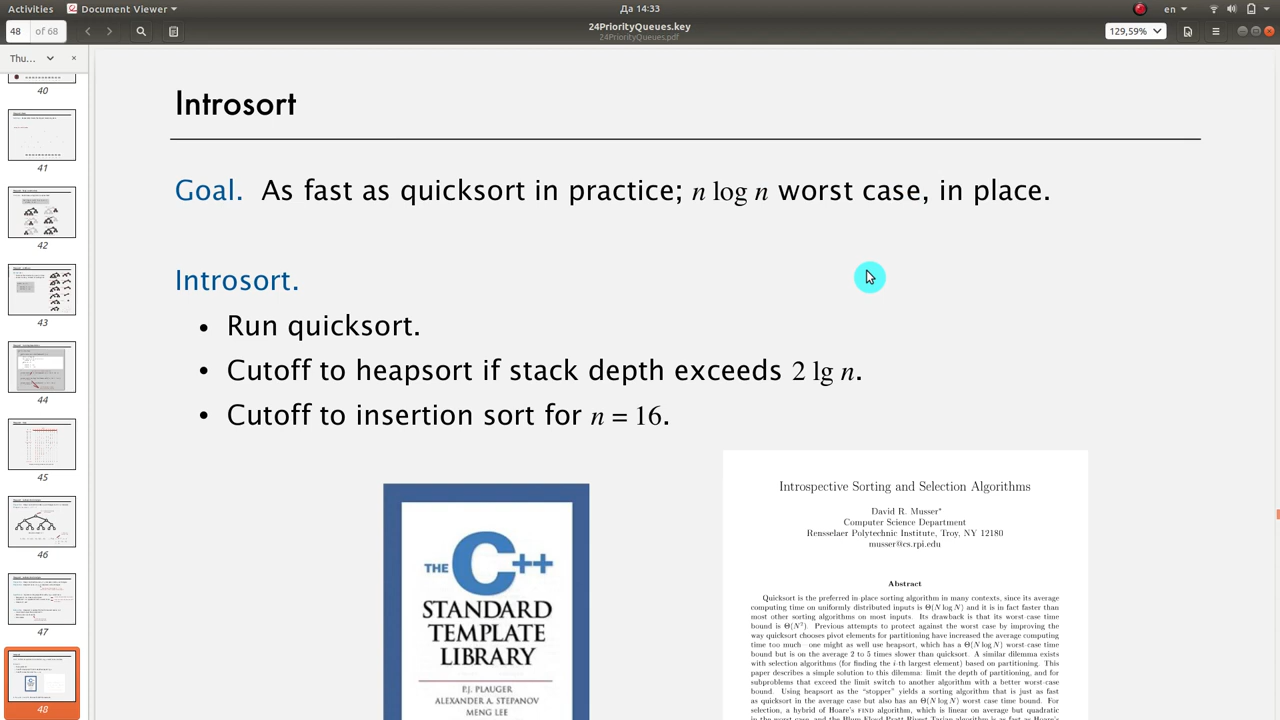 Activities
Document Viewer
Да 14:33
en
48
of 68
24PriorityQueues.key
24PriorityQueues.pdf
129,59%
Thu...
40
41
42
43
44
45
46
47
48
Introsort
Goal. As fast as quicksort in practice; n log n worst case, in place.
Introsort.
• Run quicksort.
• Cutoff to heapsort if stack depth exceeds 2 lg n.
• Cutoff to insertion sort for n = 16.
THE C++
STANDARD
TEMPLATE
LIBRARY
P.J. PLAUGER
ALEXANDER A. STEPANOV
MENG LEE
Introspective Sorting and Selection Algorithms
David R. Musser*
Computer Science Department
Rensselaer Polytechnic Institute, Troy, NY 12180
musser@cs.rpi.edu
Abstract
Quicksort is the preferred in place sorting algorithm in many contexts, since its average
computing time on uniformly distributed inputs is Θ(N log N) and it is in fact faster than
most other sorting algorithms on most inputs. Its drawback is that its worst case time
bound is Θ(N²). Previous attempts to protect against the worst case by improving the
way quicksort chooses pivot elements for partitioning have increased the average computing
time too much one might as well use heapsort, which has a Θ(N log N) worst case time
bound but is on the average 2 to 5 times slower than quicksort. A similar dilemma exists
with selection algorithms (for finding the i-th largest element) based on partitioning. This
paper describes a simple solution to this dilemma: limit the depth of partitioning, and for
subproblems that exceed the limit switch to another algorithm with a better worst-case
bound. Using heapsort as the “stopper” yields a sorting algorithm that is just as fast
as quicksort in the average case but also has an Θ(N log N) worst case time bound. For
selection, a hybrid of Hoare's FIND algorithm, which is linear on average but quadratic